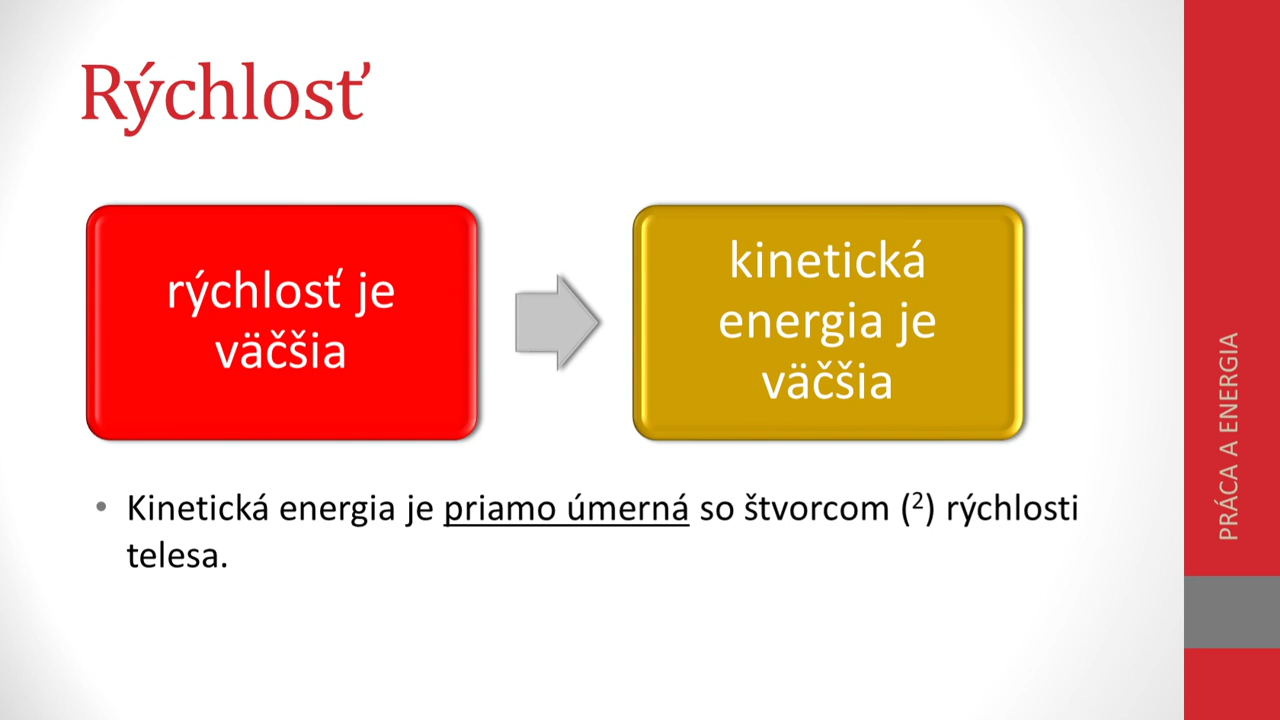 Rýchlosť
rýchlosť je
väčšia
kinetická
energia je
väčšia
• Kinetická energia je priamo úmerná so štvorcom (²) rýchlosti
telesa.
PRÁCA A ENERGIA